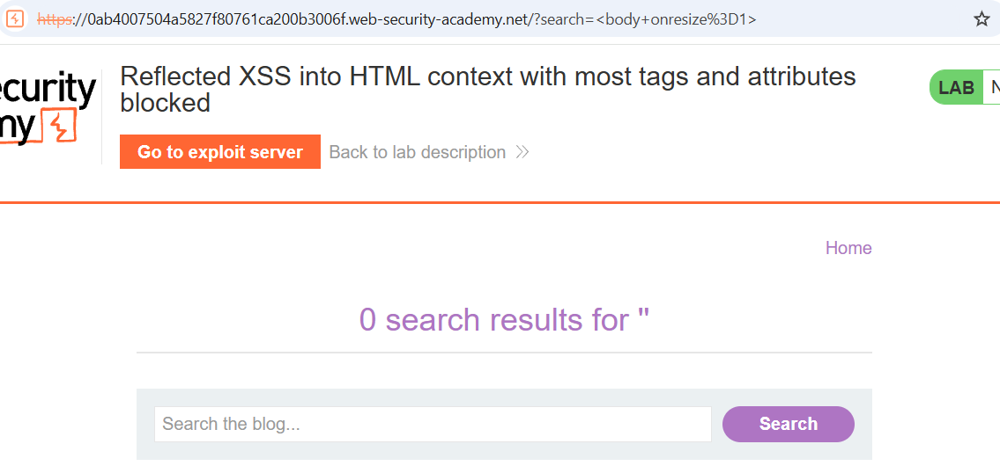 https://0ab4007504a5827f80761ca200b3006f.web-security-academy.net/?search=<body+onresize%3D1>
curity
Reflected XSS into HTML context with most tags and attributes
blocked
LAB N
my
Go to exploit server Back to lab description
Home
0 search results for "
Search the blog... Search